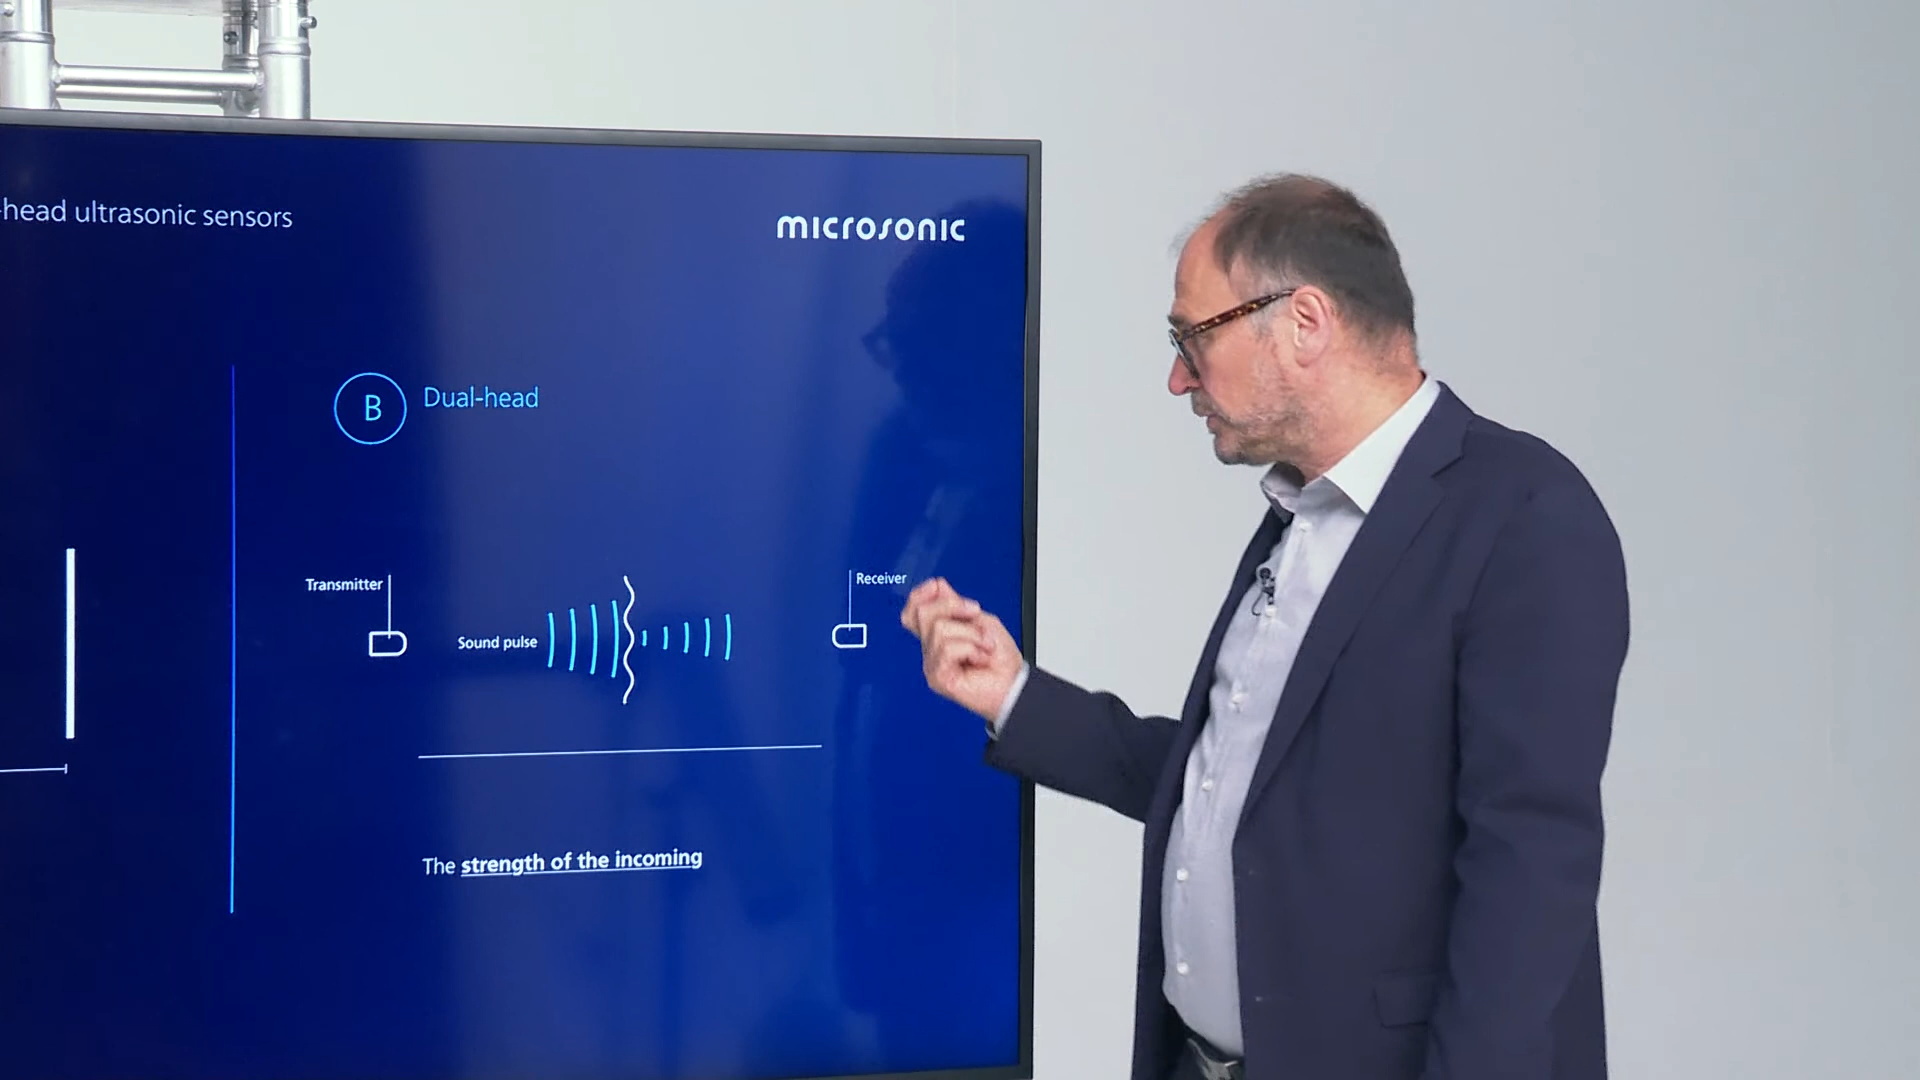 -head ultrasonic sensors
microsonic
B
Dual-head
Transmitter
Receiver
Sound pulse
The strength of the incoming